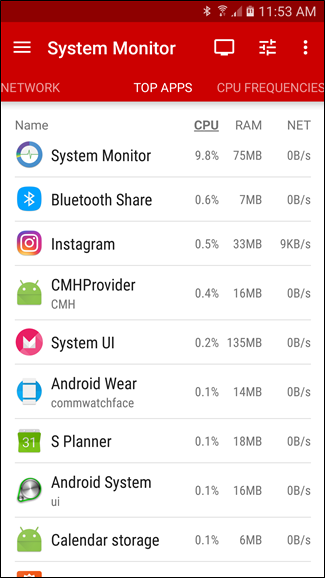 11:53 AM
System Monitor
NETWORK TOP APPS CPU FREQUENCIES
Name CPU RAM NET
System Monitor 9.8% 75MB 0B/s
Bluetooth Share 0.6% 7MB 0B/s
Instagram 0.5% 33MB 9KB/s
CMHProvider
CMH 0.4% 16MB 0B/s
System UI 0.2% 135MB 0B/s
Android Wear
commwatchface 0.1% 14MB 0B/s
31 S Planner 0.1% 18MB 0B/s
Android System
ui 0.1% 16MB 0B/s
Calendar storage 0.1% 6MB 0B/s